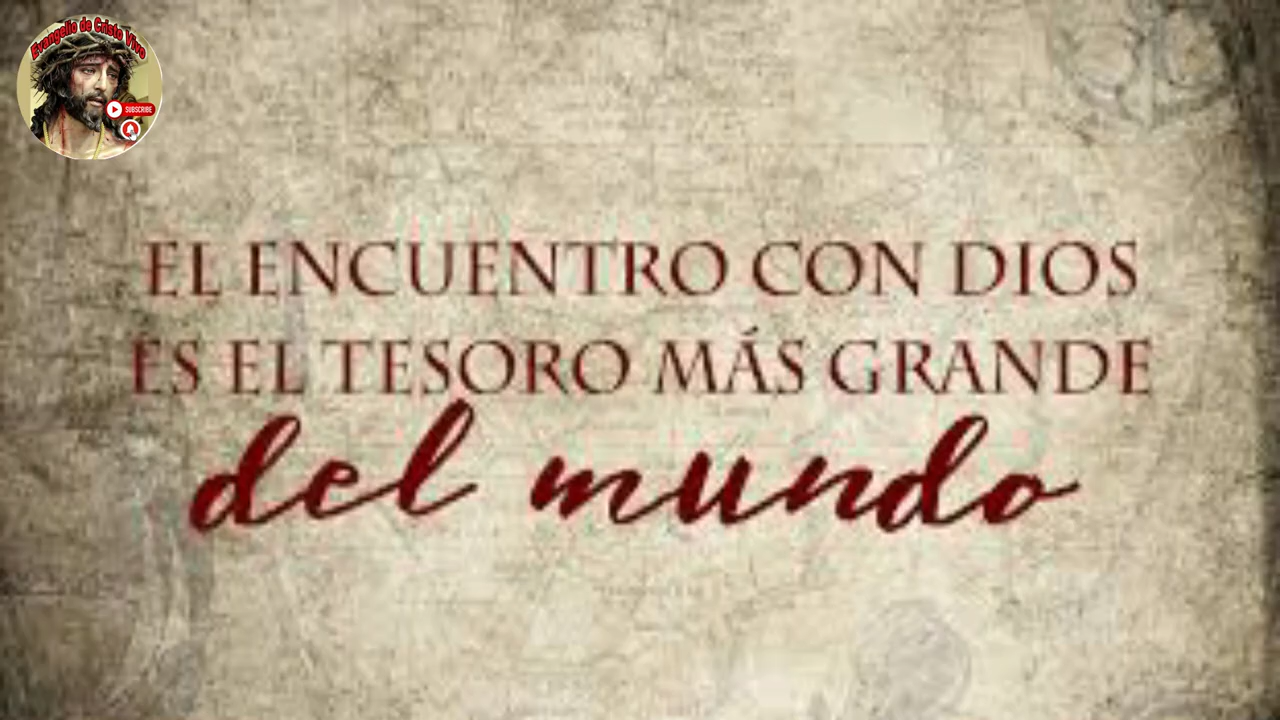 Evangelio de Cristo Vivo
SUBSCRIBE
EL ENCUENTRO CON DIOS
ES EL TESORO MÁS GRANDE
del mundo